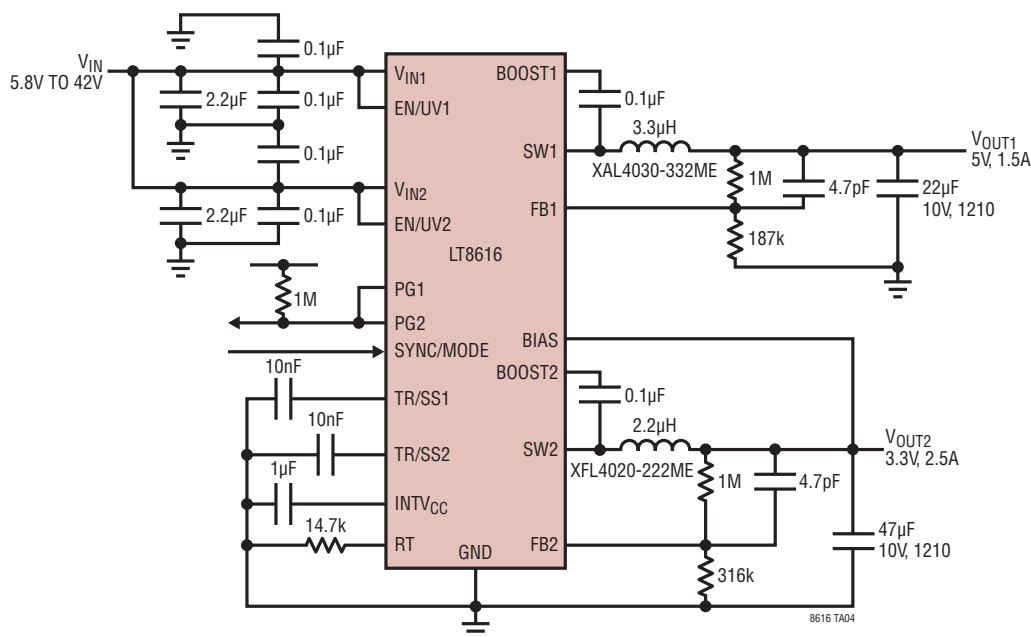 0.1µF
V_IN
5.8V TO 42V
V_IN1
BOOST1
2.2µF
0.1µF
EN/UV1
0.1µF
3.3µH
SW1
XAL4030-332ME
V_OUT1
5V, 1.5A
0.1µF
1M
4.7pF
22µF
10V, 1210
V_IN2
2.2µF
0.1µF
EN/UV2
FB1
187k
LT8616
1M
PG1
PG2
SYNC/MODE
BIAS
BOOST2
10nF
TR/SS1
0.1µF
10nF
2.2µH
TR/SS2
SW2
XFL4020-222ME
V_OUT2
3.3V, 2.5A
1µF
1M
4.7pF
INTV_CC
14.7k
RT
GND
FB2
47µF
10V, 1210
316k
8616 TA04